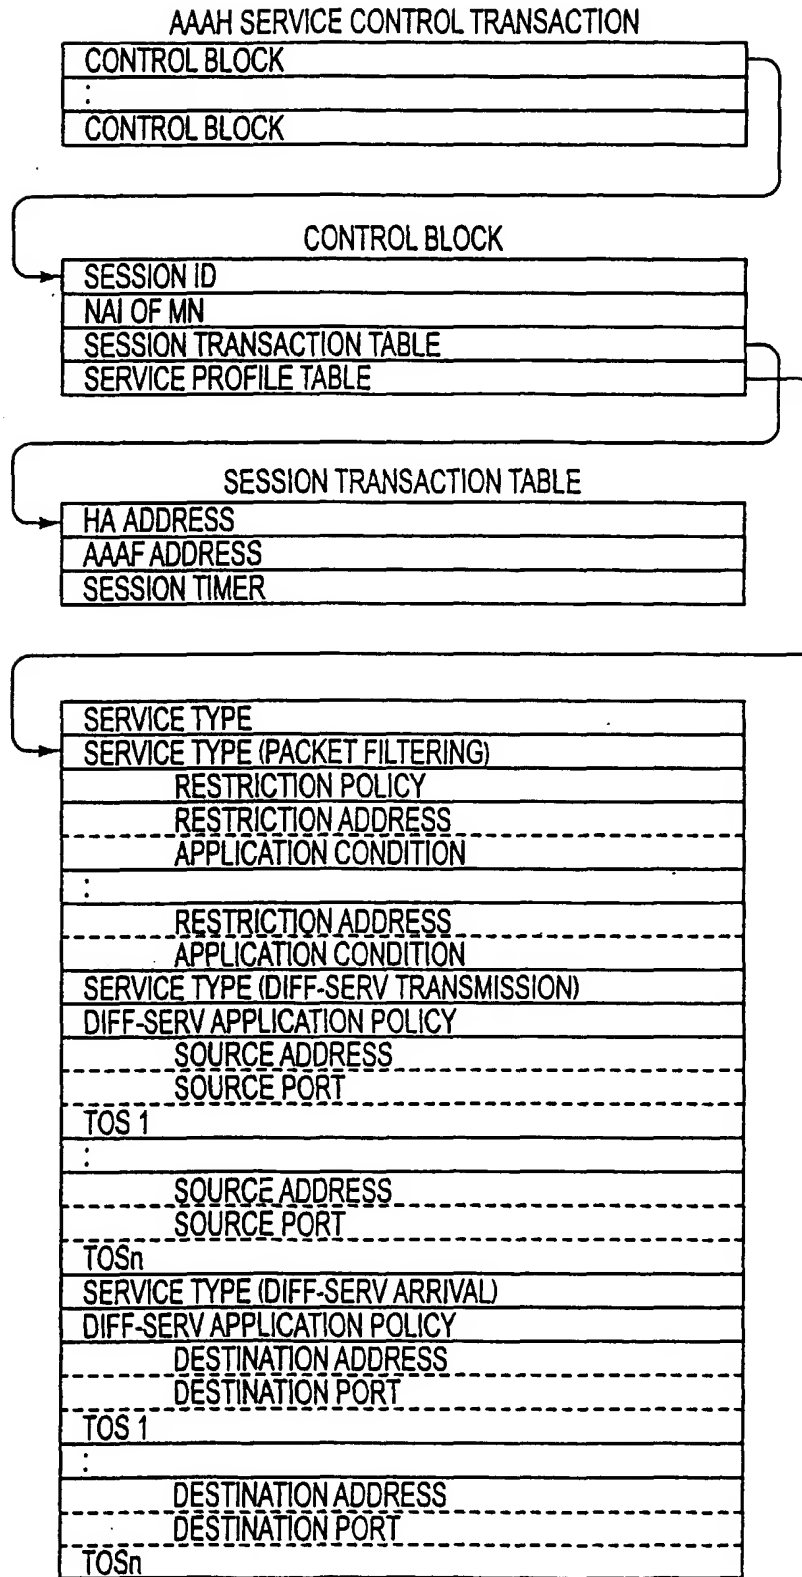 AAAH SERVICE CONTROL TRANSACTION
CONTROL BLOCK
:
CONTROL BLOCK
CONTROL BLOCK
SESSION ID
NAI OF MN
SESSION TRANSACTION TABLE
SERVICE PROFILE TABLE
SESSION TRANSACTION TABLE
HA ADDRESS
AAAF ADDRESS
SESSION TIMER
SERVICE TYPE
SERVICE TYPE (PACKET FILTERING)
RESTRICTION POLICY
RESTRICTION ADDRESS
APPLICATION CONDITION
:
RESTRICTION ADDRESS
APPLICATION CONDITION
SERVICE TYPE (DIFF-SERV TRANSMISSION)
DIFF-SERV APPLICATION POLICY
SOURCE ADDRESS
SOURCE PORT
TOS 1
:
SOURCE ADDRESS
SOURCE PORT
TOSn
SERVICE TYPE (DIFF-SERV ARRIVAL)
DIFF-SERV APPLICATION POLICY
DESTINATION ADDRESS
DESTINATION PORT
TOS 1
:
DESTINATION ADDRESS
DESTINATION PORT
TOSn